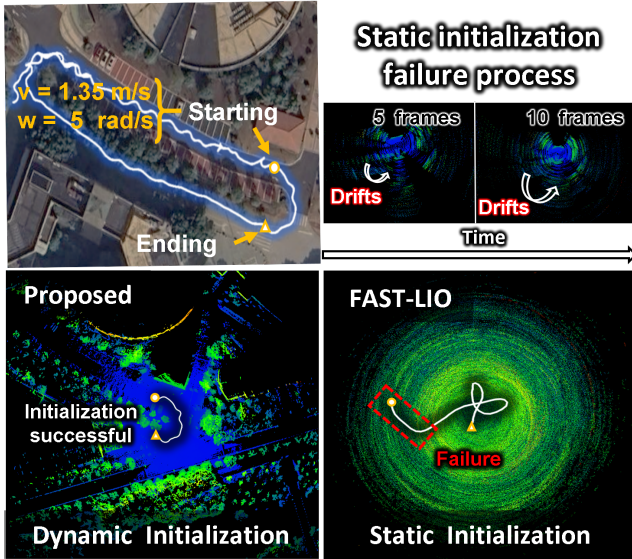 v = 1.35 m/s
w = 5 rad/s
Starting
Ending
Static initialization
failure process
5 frames
10 frames
Drifts
Drifts
Time
Proposed
Initialization
successful
Dynamic Initialization
FAST-LIO
Failure
Static Initialization